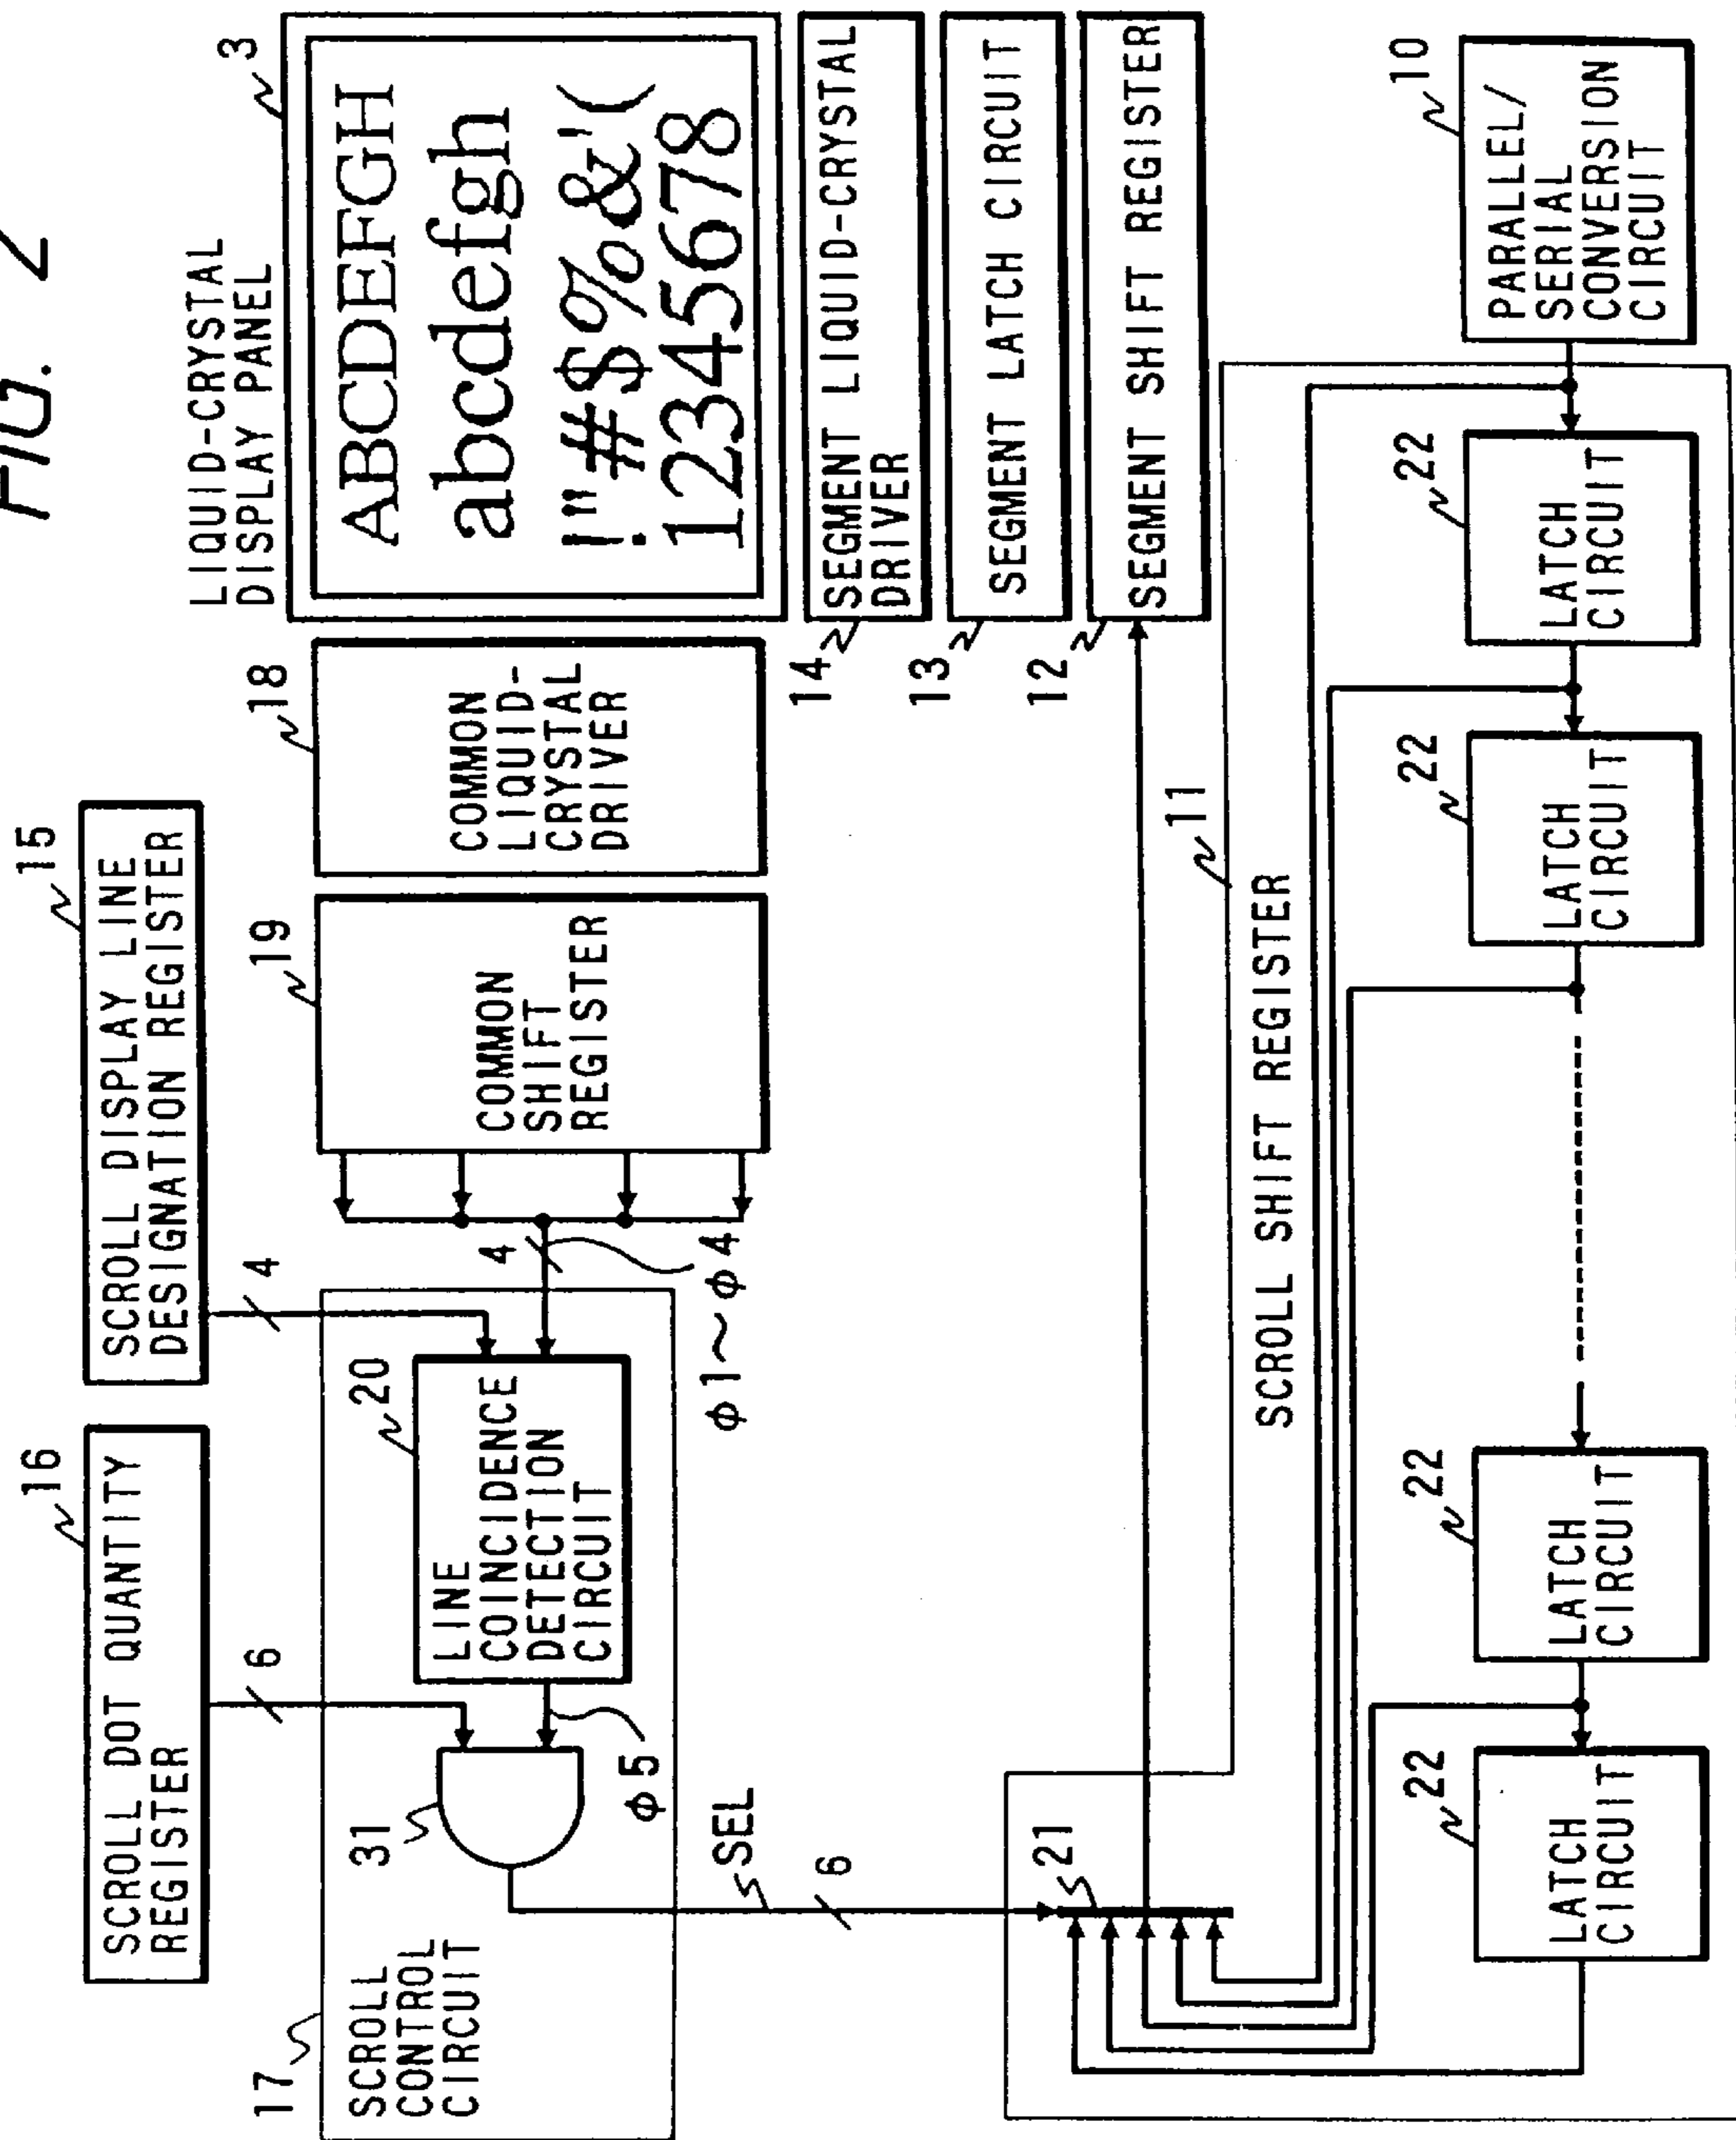 FIG. 2
16
SCROLL DOT QUANTITY
REGISTER
15
SCROLL DISPLAY LINE
DESIGNATION REGISTER
LIQUID-CRYSTAL
DISPLAY PANEL
3
ABCDEFGH
abcdefgh
!"#$%&'(
12345678
6
4
17
SCROLL
CONTROL
CIRCUIT
31
ϕ5
20
LINE
COINCIDENCE
DETECTION
CIRCUIT
4
ϕ1~ϕ4
19
COMMON
SHIFT
REGISTER
18
COMMON
LIQUID-
CRYSTAL
DRIVER
14
SEGMENT LIQUID-CRYSTAL
DRIVER
13
SEGMENT LATCH CIRCUIT
12
SEGMENT SHIFT REGISTER
SEL
6
21
11
SCROLL SHIFT REGISTER
22
LATCH
CIRCUIT
22
LATCH
CIRCUIT
22
LATCH
CIRCUIT
22
LATCH
CIRCUIT
10
PARALLEL/
SERIAL
CONVERSION
CIRCUIT